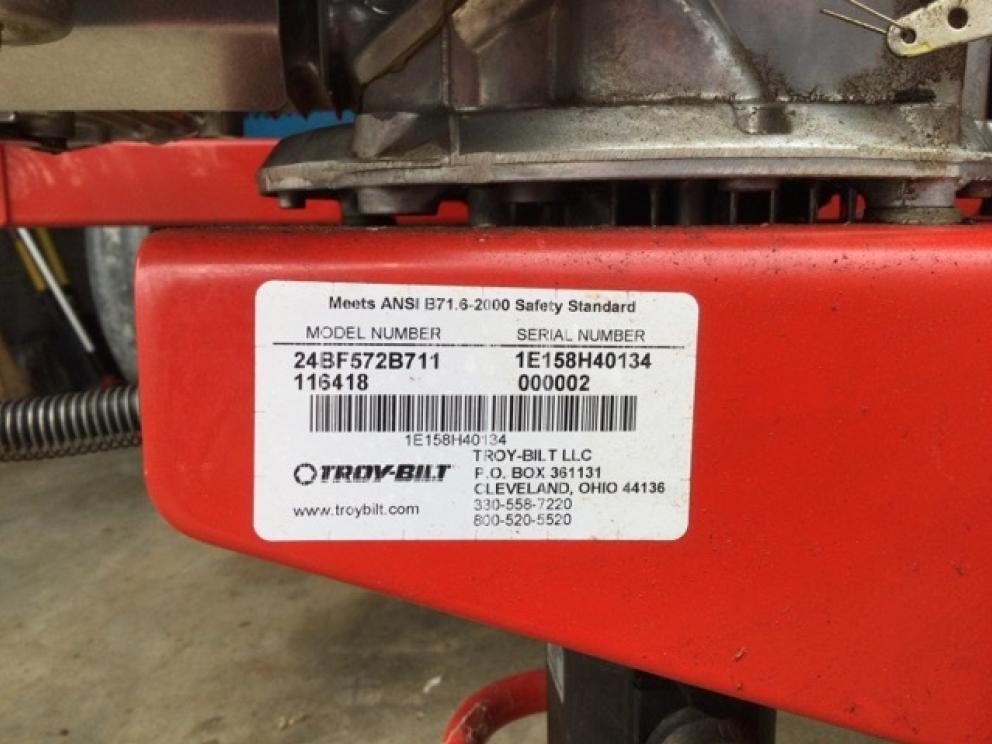 Meets ANSI B71.6-2000 Safety Standard
MODEL NUMBER SERIAL NUMBER
24BF572B711 1E158H40134
116418 000002
1E158H40134
TROY-BILT
www.troybilt.com
TROY-BILT LLC
P.O. BOX 361131
CLEVELAND, OHIO 44136
330-558-7220
800-520-5520